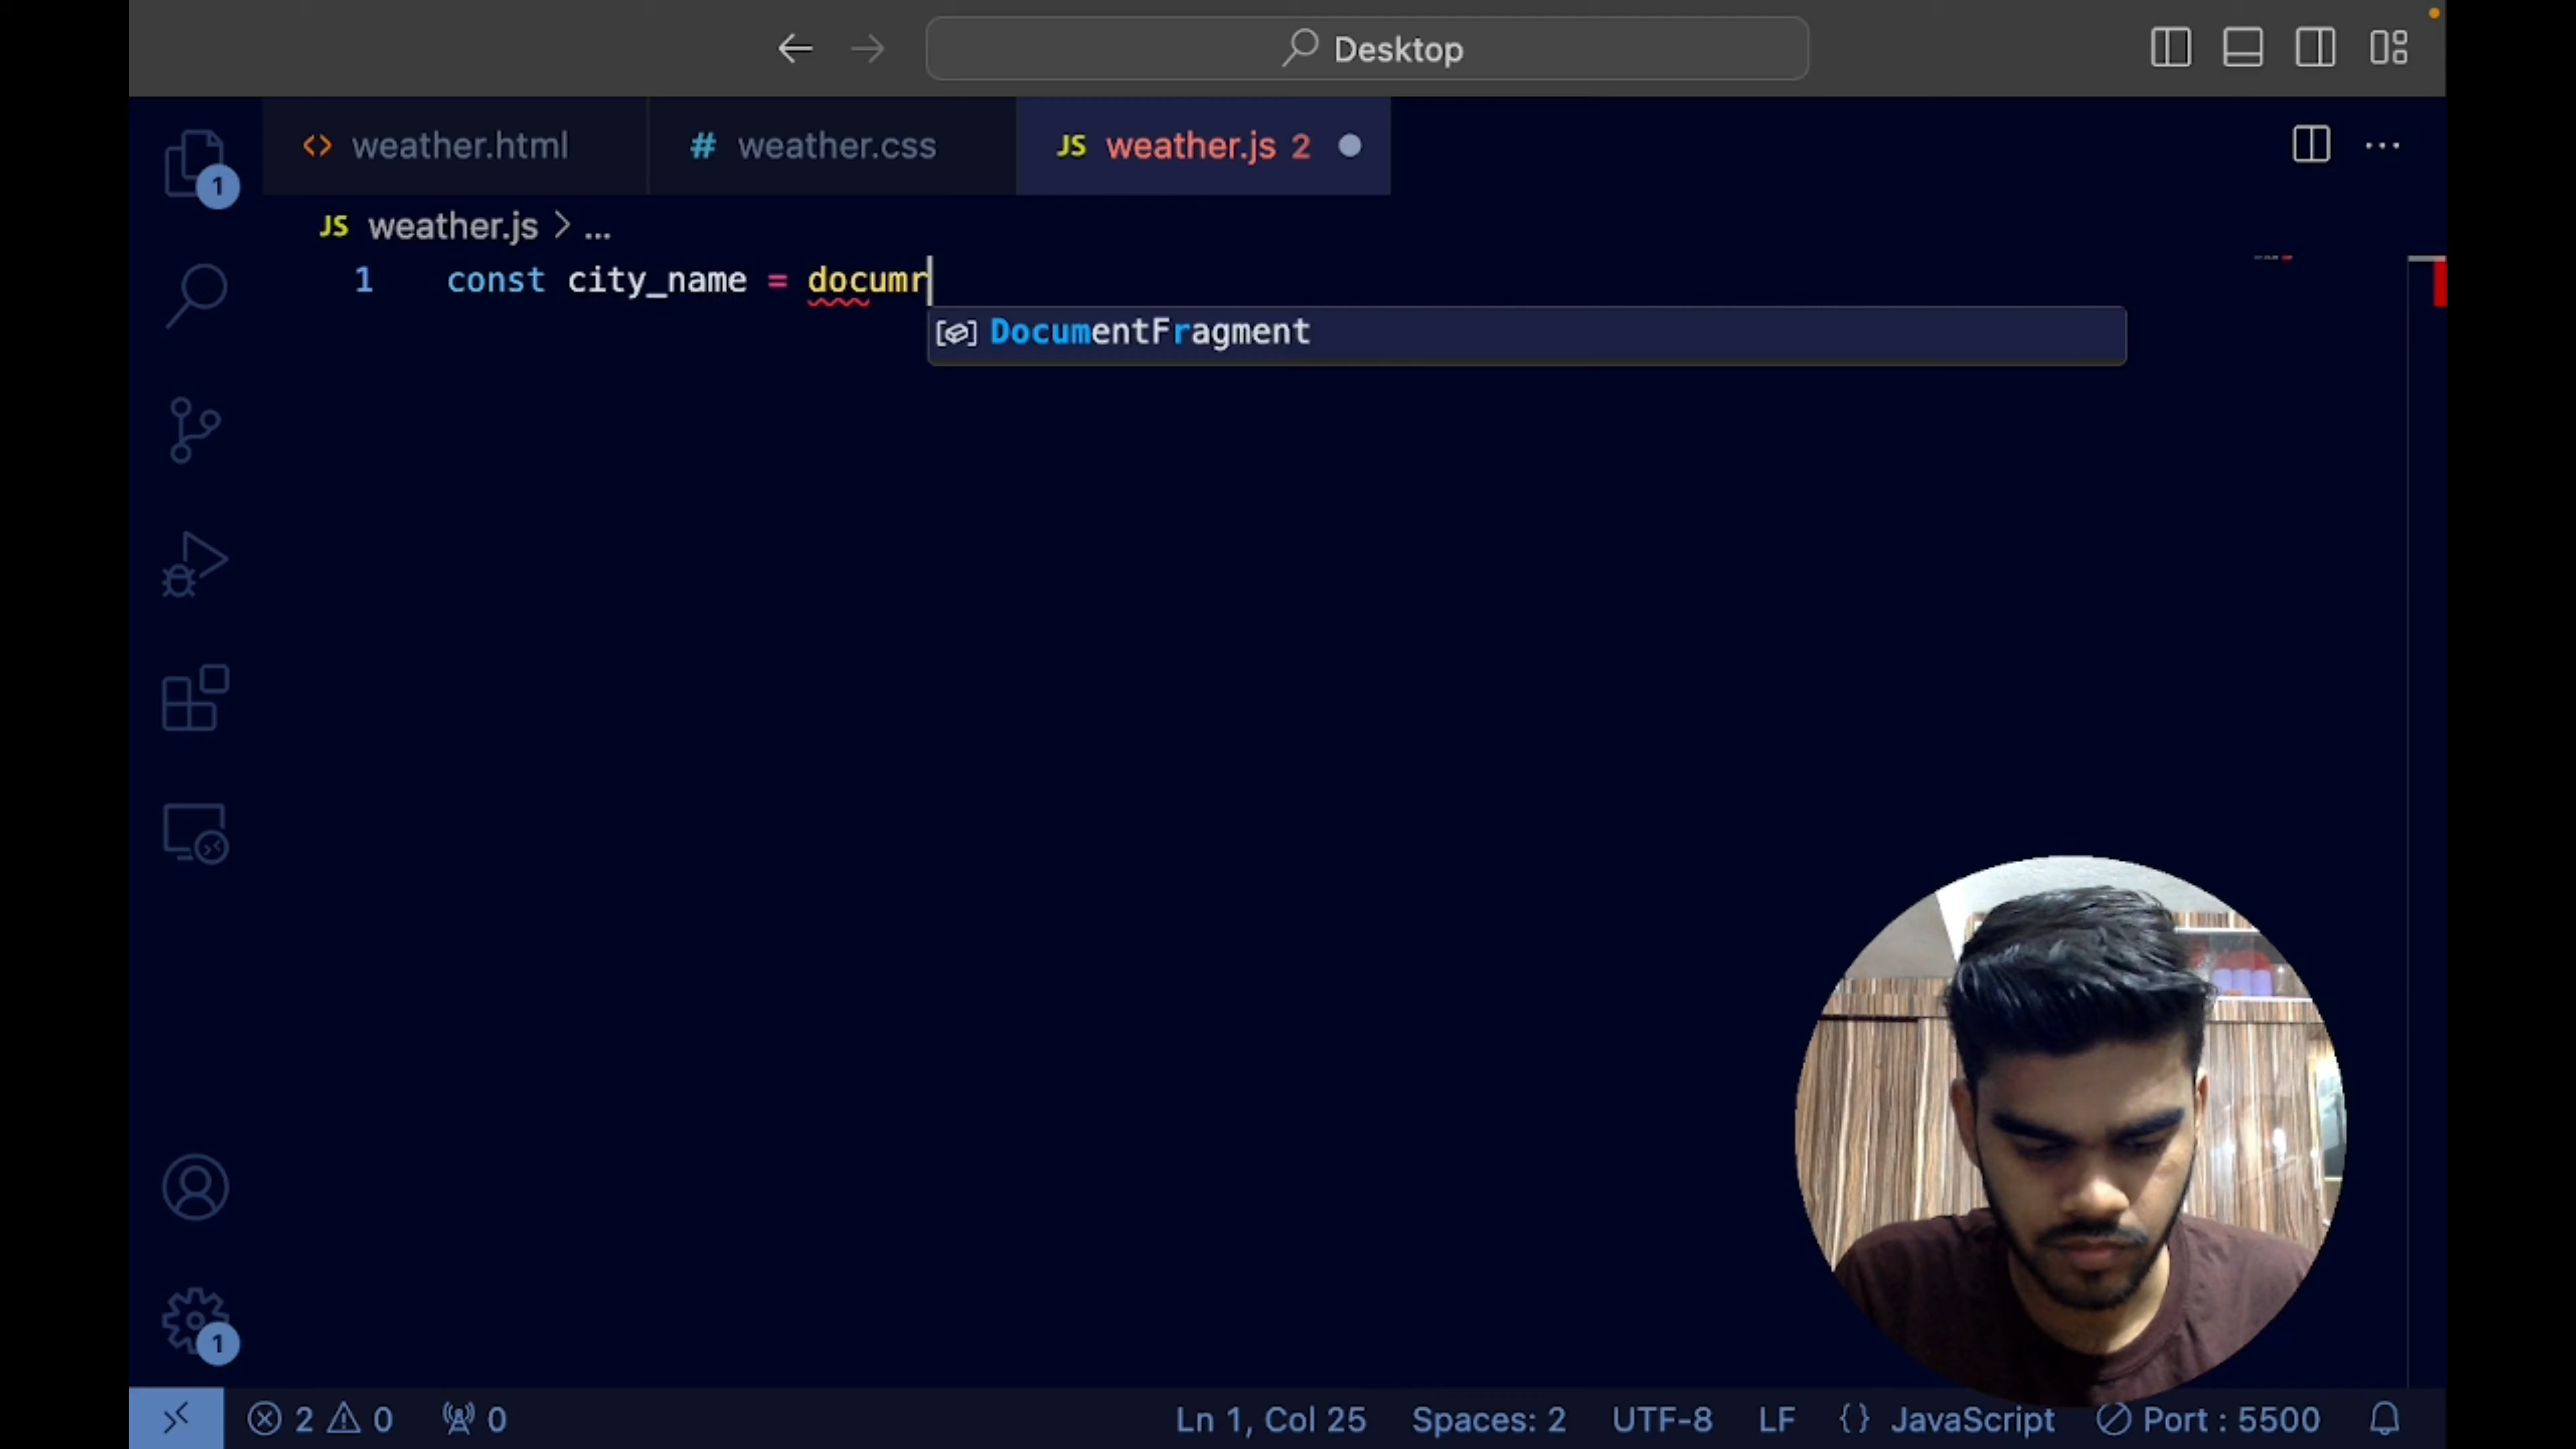 Desktop
weather.html
# weather.css
JS weather.js 2
1
JS weather.js > ...
1 const city_name = documr
DocumentFragment
1
2 0 0
Ln 1, Col 25 Spaces: 2 UTF-8 LF {} JavaScript Port : 5500